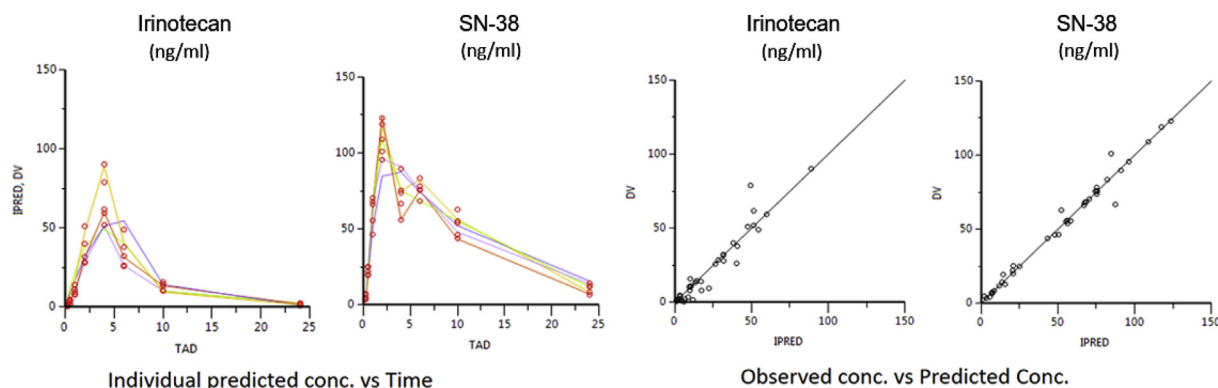 Irinotecan
(ng/ml)
SN-38
(ng/ml)
Irinotecan
(ng/ml)
SN-38
(ng/ml)
150
100
50
0
IPRED, DV
0 5 10 15 20 25
TAD
150
100
50
0
0 5 10 15 20 25
TAD
150
100
50
0
DV
0 50 100 150
IPRED
150
100
50
0
DV
0 50 100 150
IPRED
Individual predicted conc. vs Time
Observed conc. vs Predicted Conc.